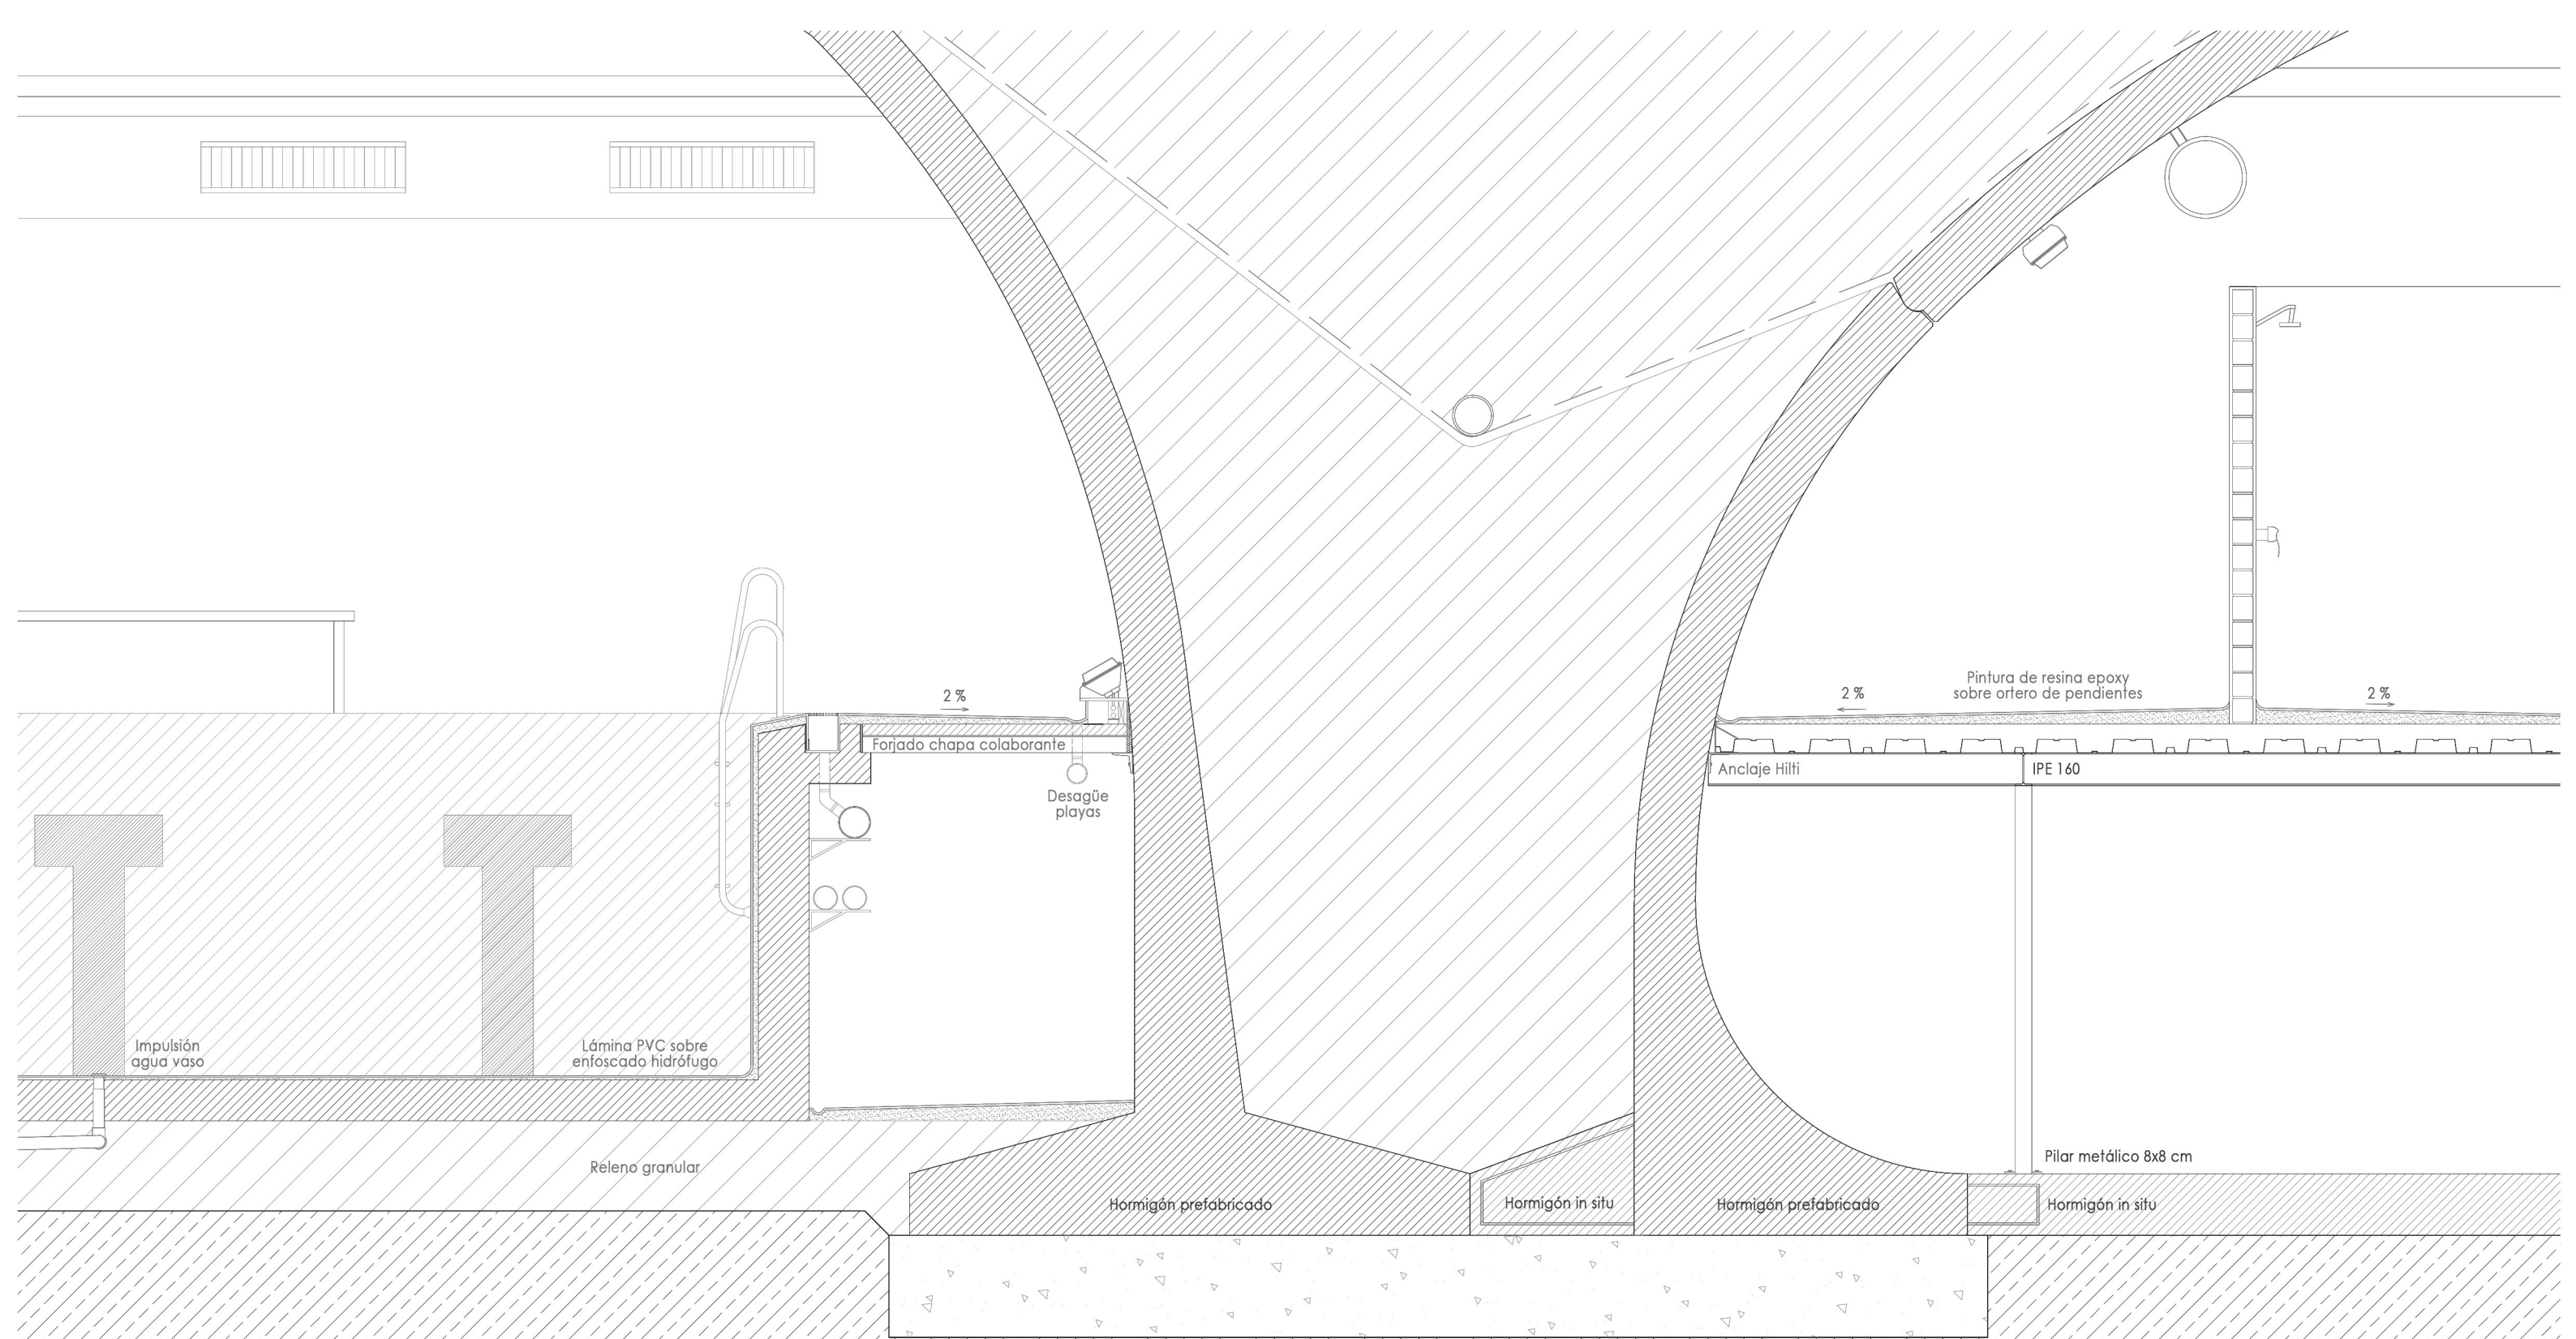 2 %
Pintura de resina epoxy
sobre ortero de pendientes
2 %
2 %
Forjado chapa colaborante
Anclaje Hilti
IPE 160
Desagüe
playas
Impulsión
agua vaso
Lámina PVC sobre
enfoscado hidrófugo
Releno granular
Pilar metálico 8x8 cm
Hormigón prefabricado
Hormigón in situ
Hormigón prefabricado
Hormigón in situ